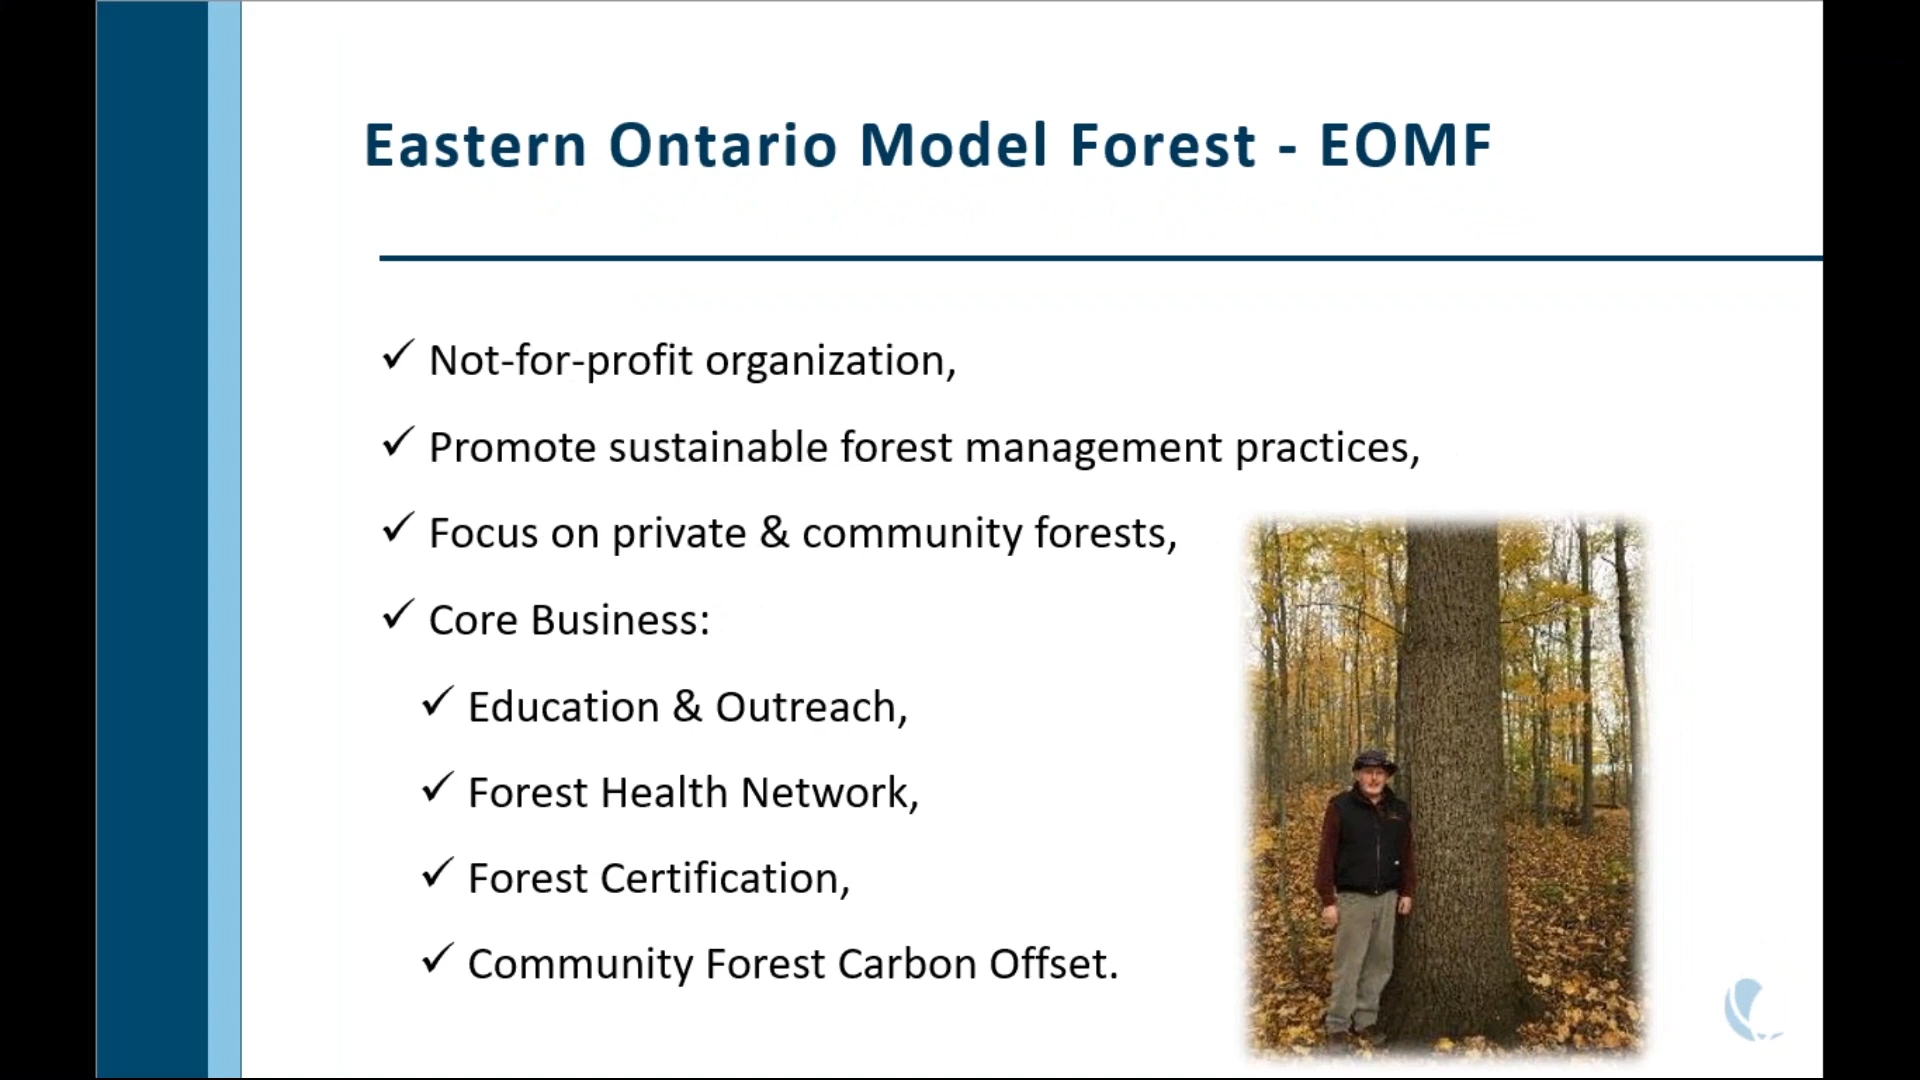 Eastern Ontario Model Forest - EOMF
✓ Not-for-profit organization,
✓ Promote sustainable forest management practices,
✓ Focus on private & community forests,
✓ Core Business:
✓ Education & Outreach,
✓ Forest Health Network,
✓ Forest Certification,
✓ Community Forest Carbon Offset.